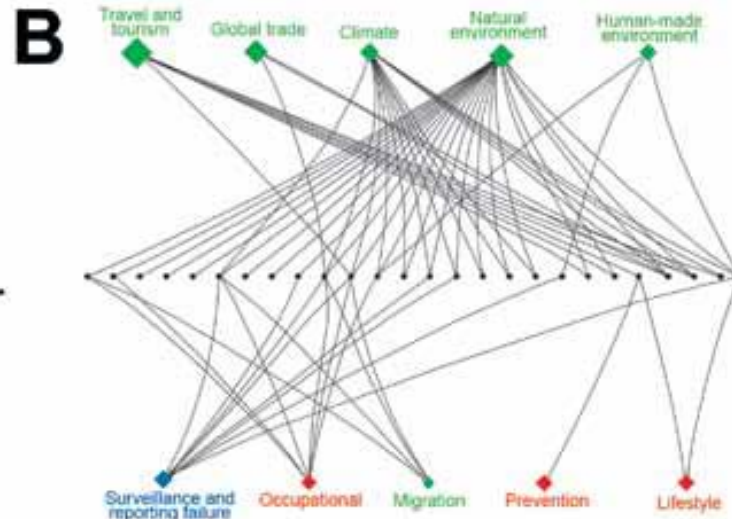 B
Travel and
tourism
Global trade
Climate
Natural
environment
Human-made
environment
Surveillance and
reporting failure
Occupational
Migration
Prevention
Lifestyle